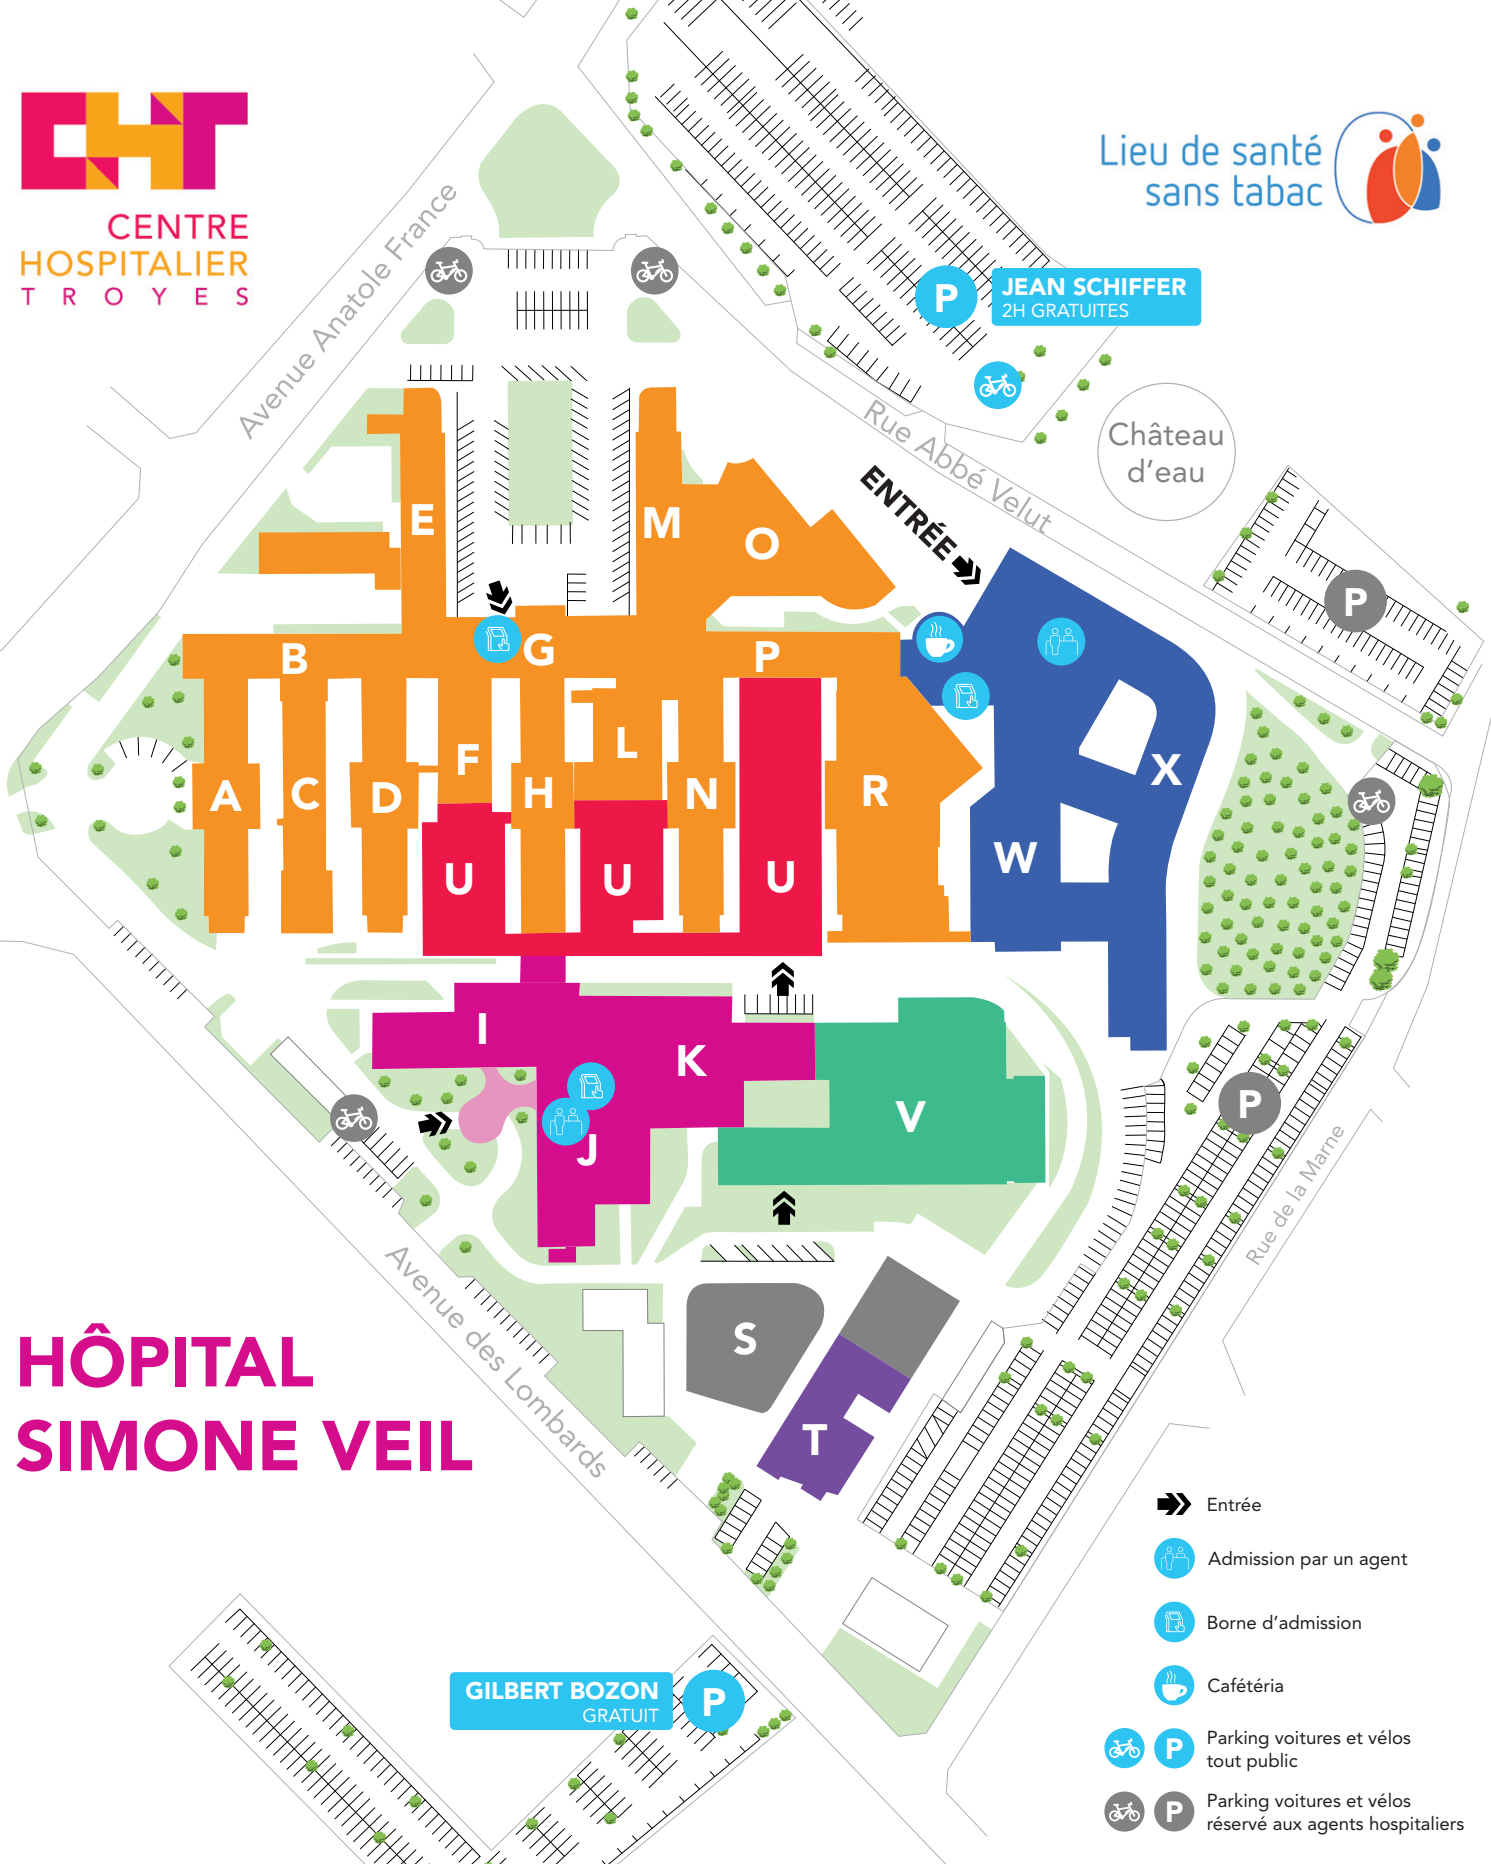 CHT
CENTRE
HOSPITALIER
TROYES
Lieu de santé
sans tabac
Avenue Anatole France
P
JEAN SCHIFFER
2H GRATUITES
Rue Abbé Velut
Château
d'eau
ENTRÉE
P
E
M
O
B
G
P
A
C
D
F
H
L
N
R
X
W
U
U
U
I
K
J
V
P
Rue de la Marne
Avenue des Lombards
S
T
HÔPITAL
SIMONE VEIL
GILBERT BOZON
GRATUIT
P
Entrée
Admission par un agent
Borne d'admission
Cafétéria
P
Parking voitures et vélos
tout public
P
Parking voitures et vélos
réservé aux agents hospitaliers